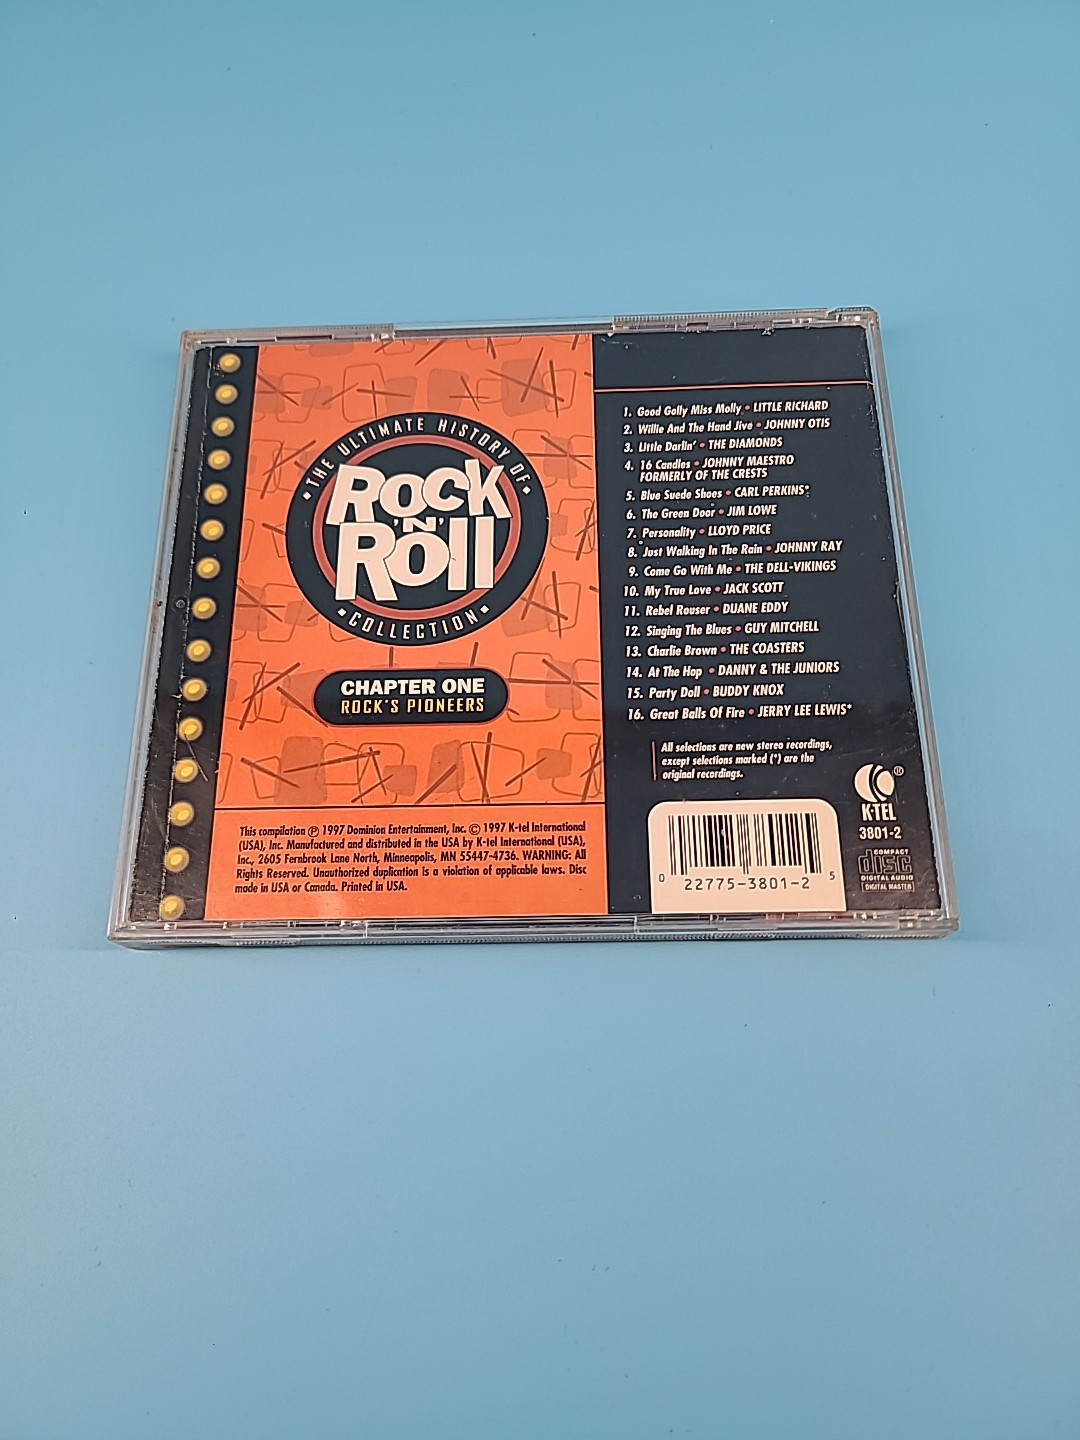 • THE ULTIMATE HISTORY OF •
ROCK
'N'
ROLL
• COLLECTION •
CHAPTER ONE
ROCK'S PIONEERS
This compilation ℗ 1997 Dominion Entertainment, Inc. © 1997 K-tel International
(USA), Inc. Manufactured and distributed in the USA by K-tel International (USA),
Inc., 2605 Fernbrook Lane North, Minneapolis, MN 55447-4736. WARNING: All
Rights Reserved. Unauthorized duplication is a violation of applicable laws. Disc
made in USA or Canada. Printed in USA.
1. Good Golly Miss Molly • LITTLE RICHARD
2. Willie And The Hand Jive • JOHNNY OTIS
3. Little Darlin' • THE DIAMONDS
4. 16 Candles • JOHNNY MAESTRO
FORMERLY OF THE CRESTS
5. Blue Suede Shoes • CARL PERKINS*
6. The Green Door • JIM LOWE
7. Personality • LLOYD PRICE
8. Just Walking In The Rain • JOHNNY RAY
9. Come Go With Me • THE DELL-VIKINGS
10. My True Love • JACK SCOTT
11. Rebel Rouser • DUANE EDDY
12. Singing The Blues • GUY MITCHELL
13. Charlie Brown • THE COASTERS
14. At The Hop • DANNY & THE JUNIORS
15. Party Doll • BUDDY KNOX
16. Great Balls Of Fire • JERRY LEE LEWIS*
All selections are new stereo recordings,
except selections marked (*) are the
original recordings.
®
K-TEL
3801-2
COMPACT
disc
DIGITAL AUDIO
DIGITAL MASTER
0 22775-3801-2 5